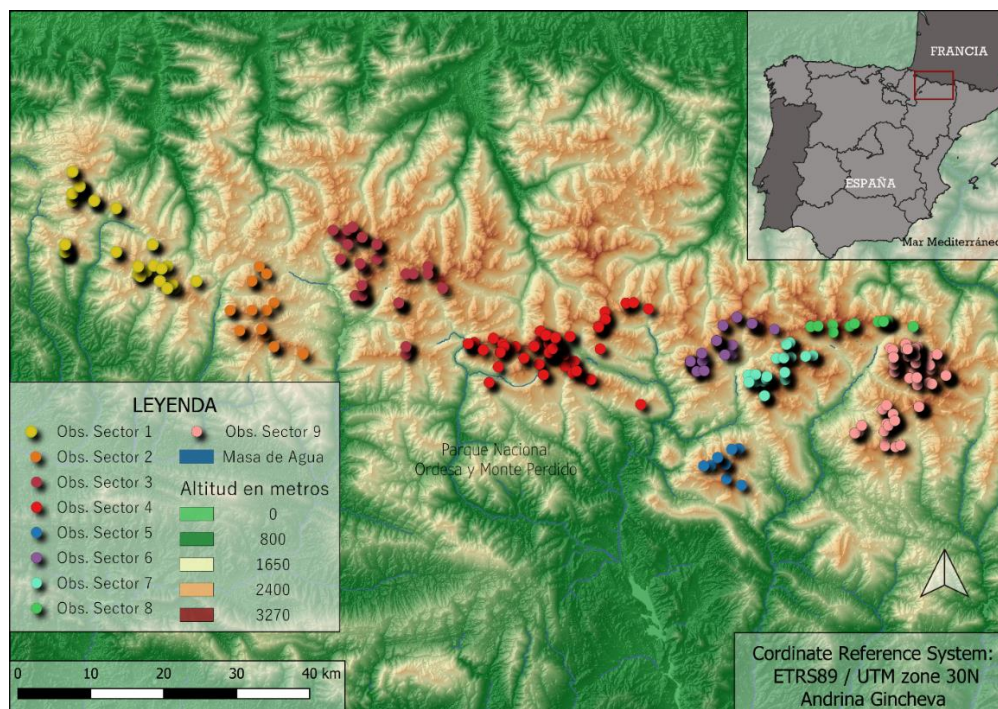 FRANCIA
ESPAÑA
Mar Mediterráneo
Parque Nacional
Ordesa y Monte Perdido
LEYENDA
Obs. Sector 1
Obs. Sector 2
Obs. Sector 3
Obs. Sector 4
Obs. Sector 5
Obs. Sector 6
Obs. Sector 7
Obs. Sector 8
Obs. Sector 9
Masa de Agua
Altitud en metros
0
800
1650
2400
3270
0 10 20 30 40 km
Cordinate Reference System:
ETRS89 / UTM zone 30N
Andrina Gincheva